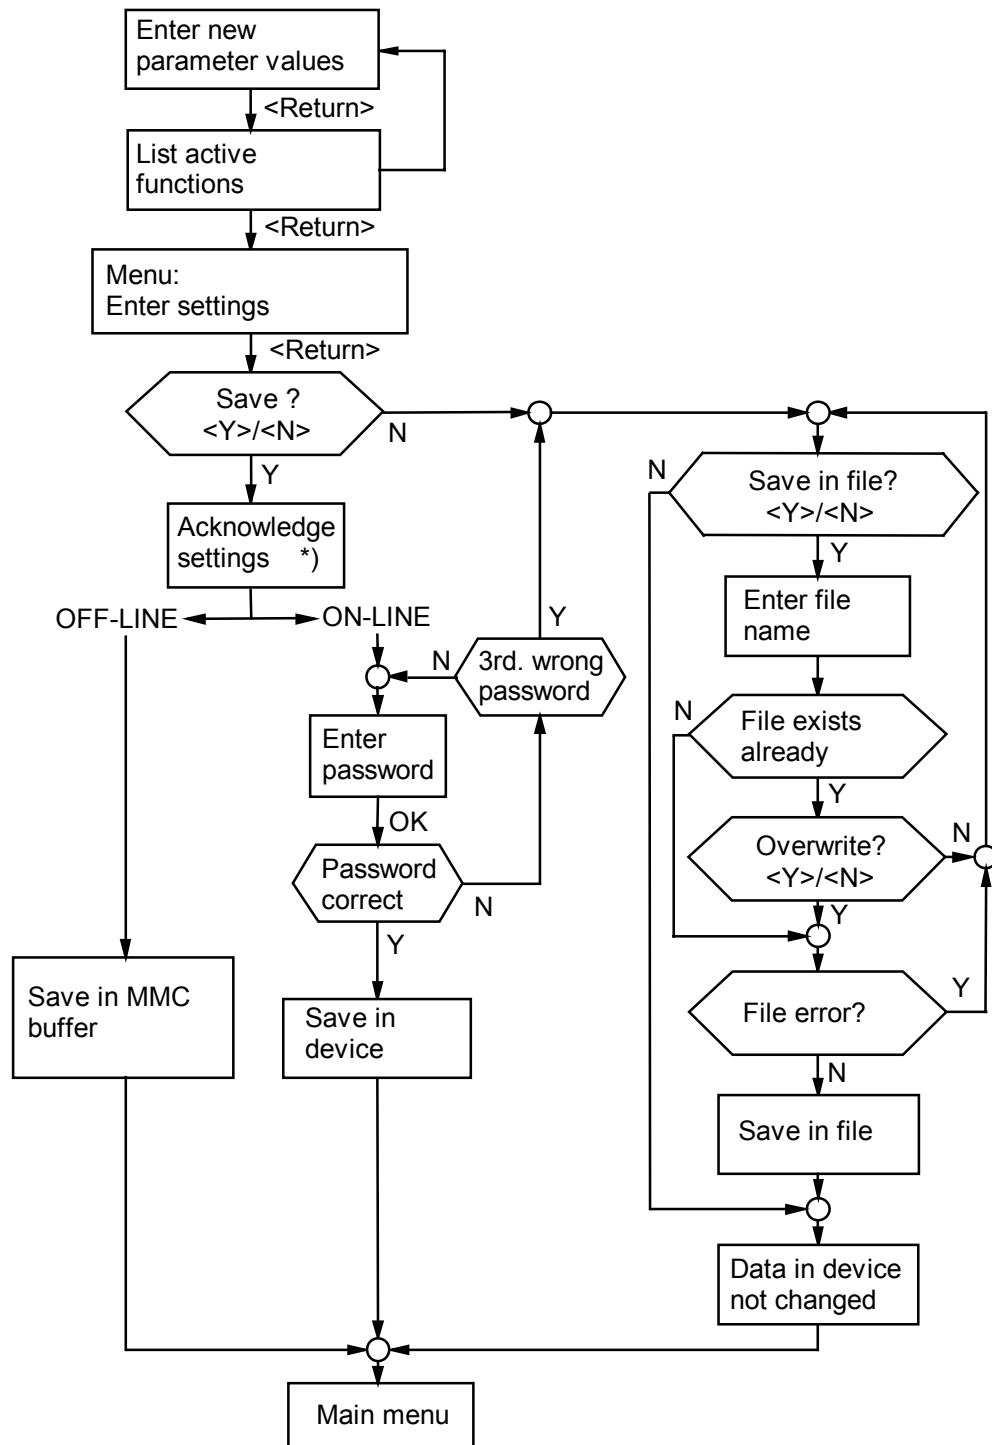 Enter new
parameter values
<Return>
List active
functions
<Return>
Menu:
Enter settings
<Return>
Save ?
<Y>/<N>
N
Y
Acknowledge
settings *)
OFF-LINE
ON-LINE
N
3rd. wrong
password
Y
Enter
password
OK
Password
correct
N
Y
Save in MMC
buffer
Save in
device
N
Save in file?
<Y>/<N>
Y
Enter file
name
N
File exists
already
Y
Overwrite?
<Y>/<N>
N
Y
File error?
Y
N
Save in file
Data in device
not changed
Main menu